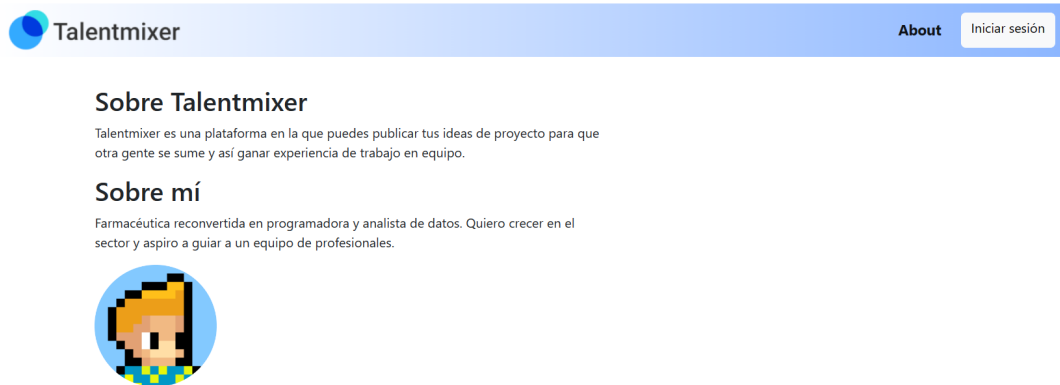 Talentmixer
About
Iniciar sesión
Sobre Talentmixer
Talentmixer es una plataforma en la que puedes publicar tus ideas de proyecto para que
otra gente se sume y así ganar experiencia de trabajo en equipo.
Sobre mí
Farmacéutica reconvertida en programadora y analista de datos. Quiero crecer en el
sector y aspiro a guiar a un equipo de profesionales.